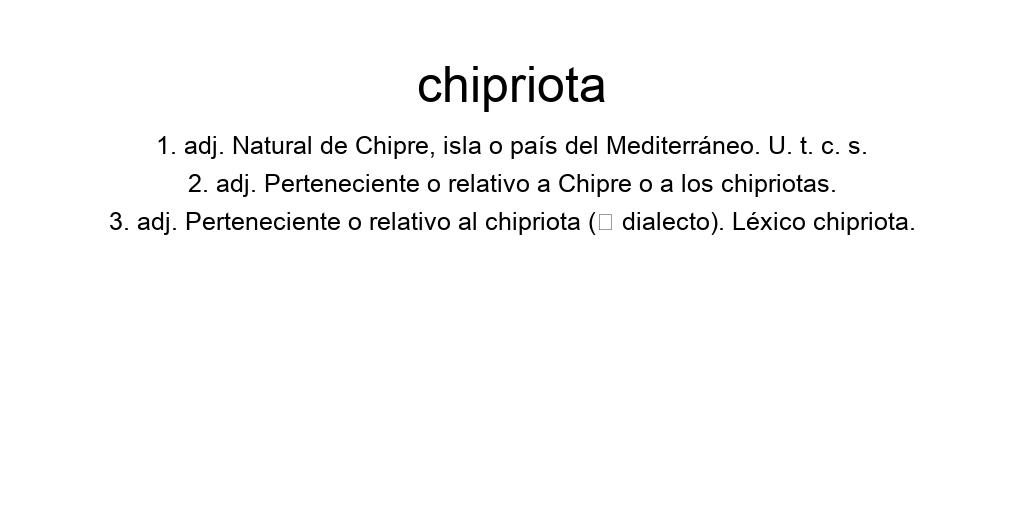 chipriota
1. adj. Natural de Chipre, isla o país del Mediterráneo. U. t. c. s.
2. adj. Perteneciente o relativo a Chipre o a los chipriotas.
3. adj. Perteneciente o relativo al chipriota (□ dialecto). Léxico chipriota.